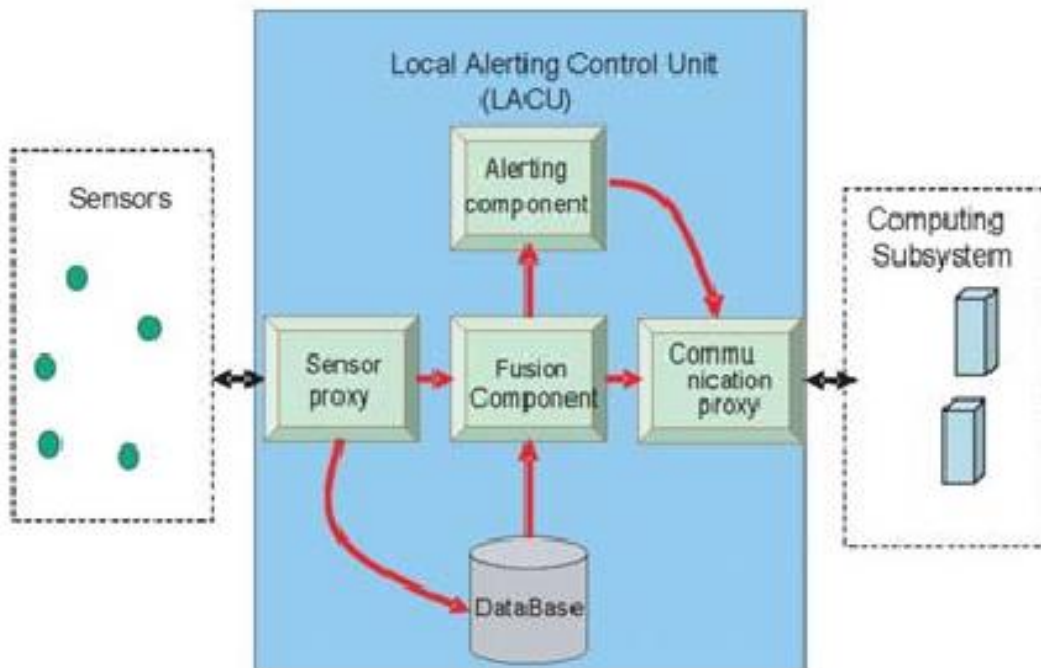 Local Alerting Control Unit
(LACU)
Sensors
Alerting
component
Computing
Subsystem
Sensor
proxy
Fusion
Component
Commu
nication
proxy
DataBase